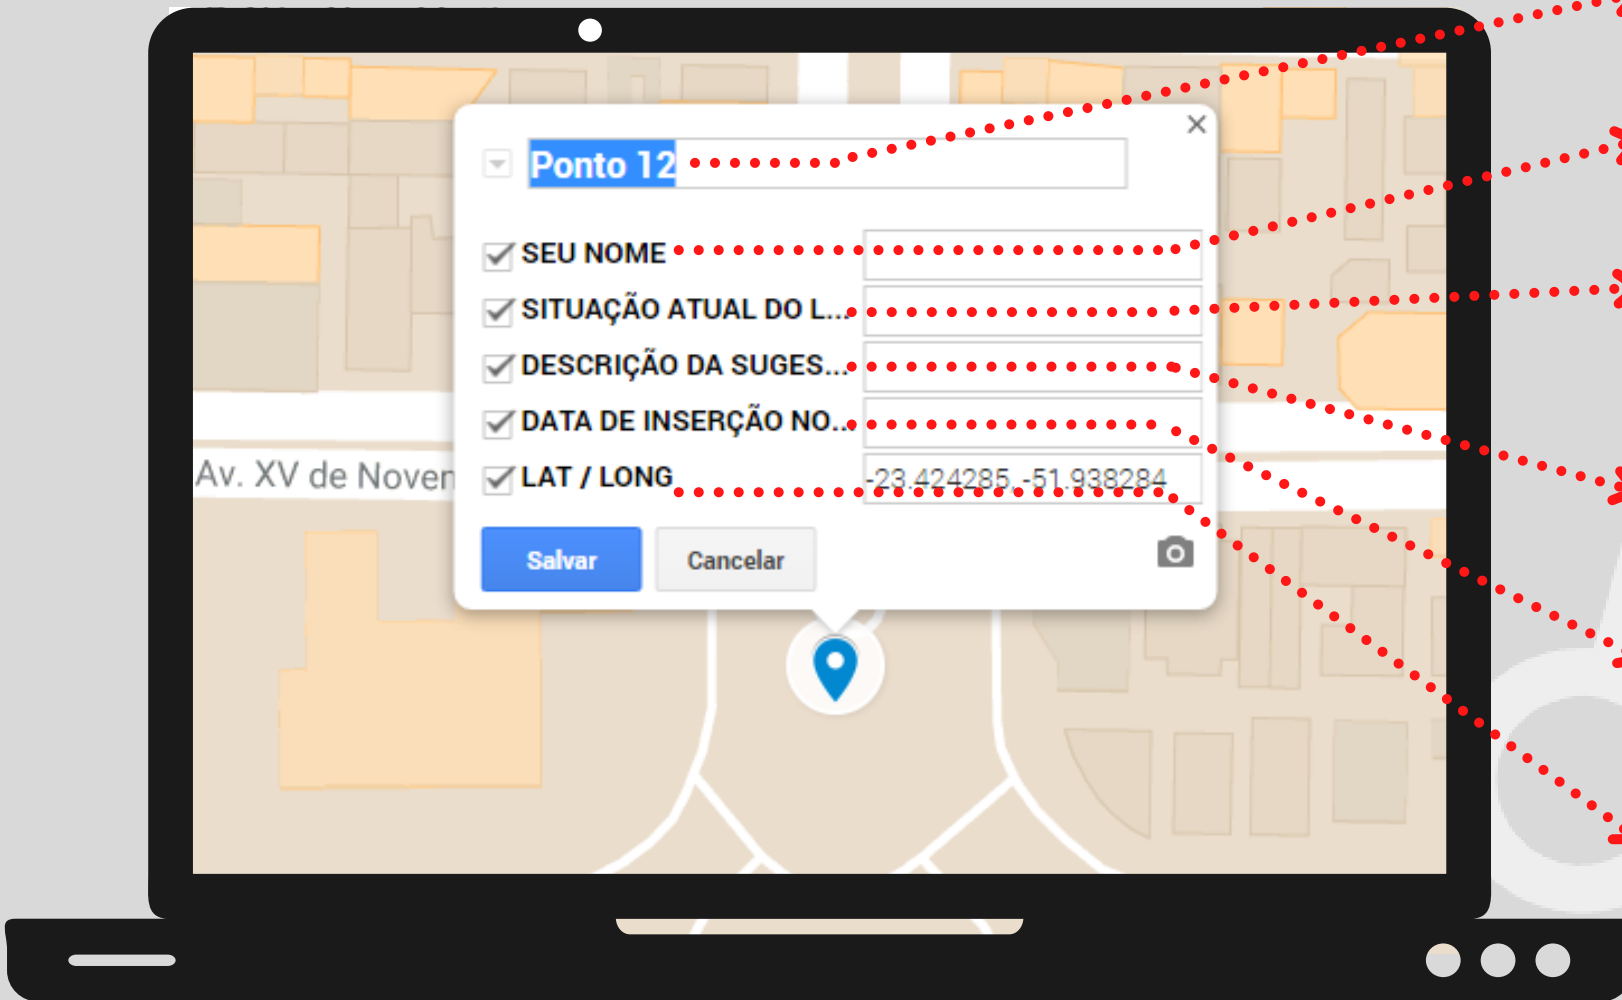 Ponto 12
SEU NOME
SITUAÇÃO ATUAL DO L...
DESCRIÇÃO DA SUGES...
DATA DE INSERÇÃO NO...
LAT / LONG -23.424285, -51.938284
Av. XV de Noven
Salvar Cancelar